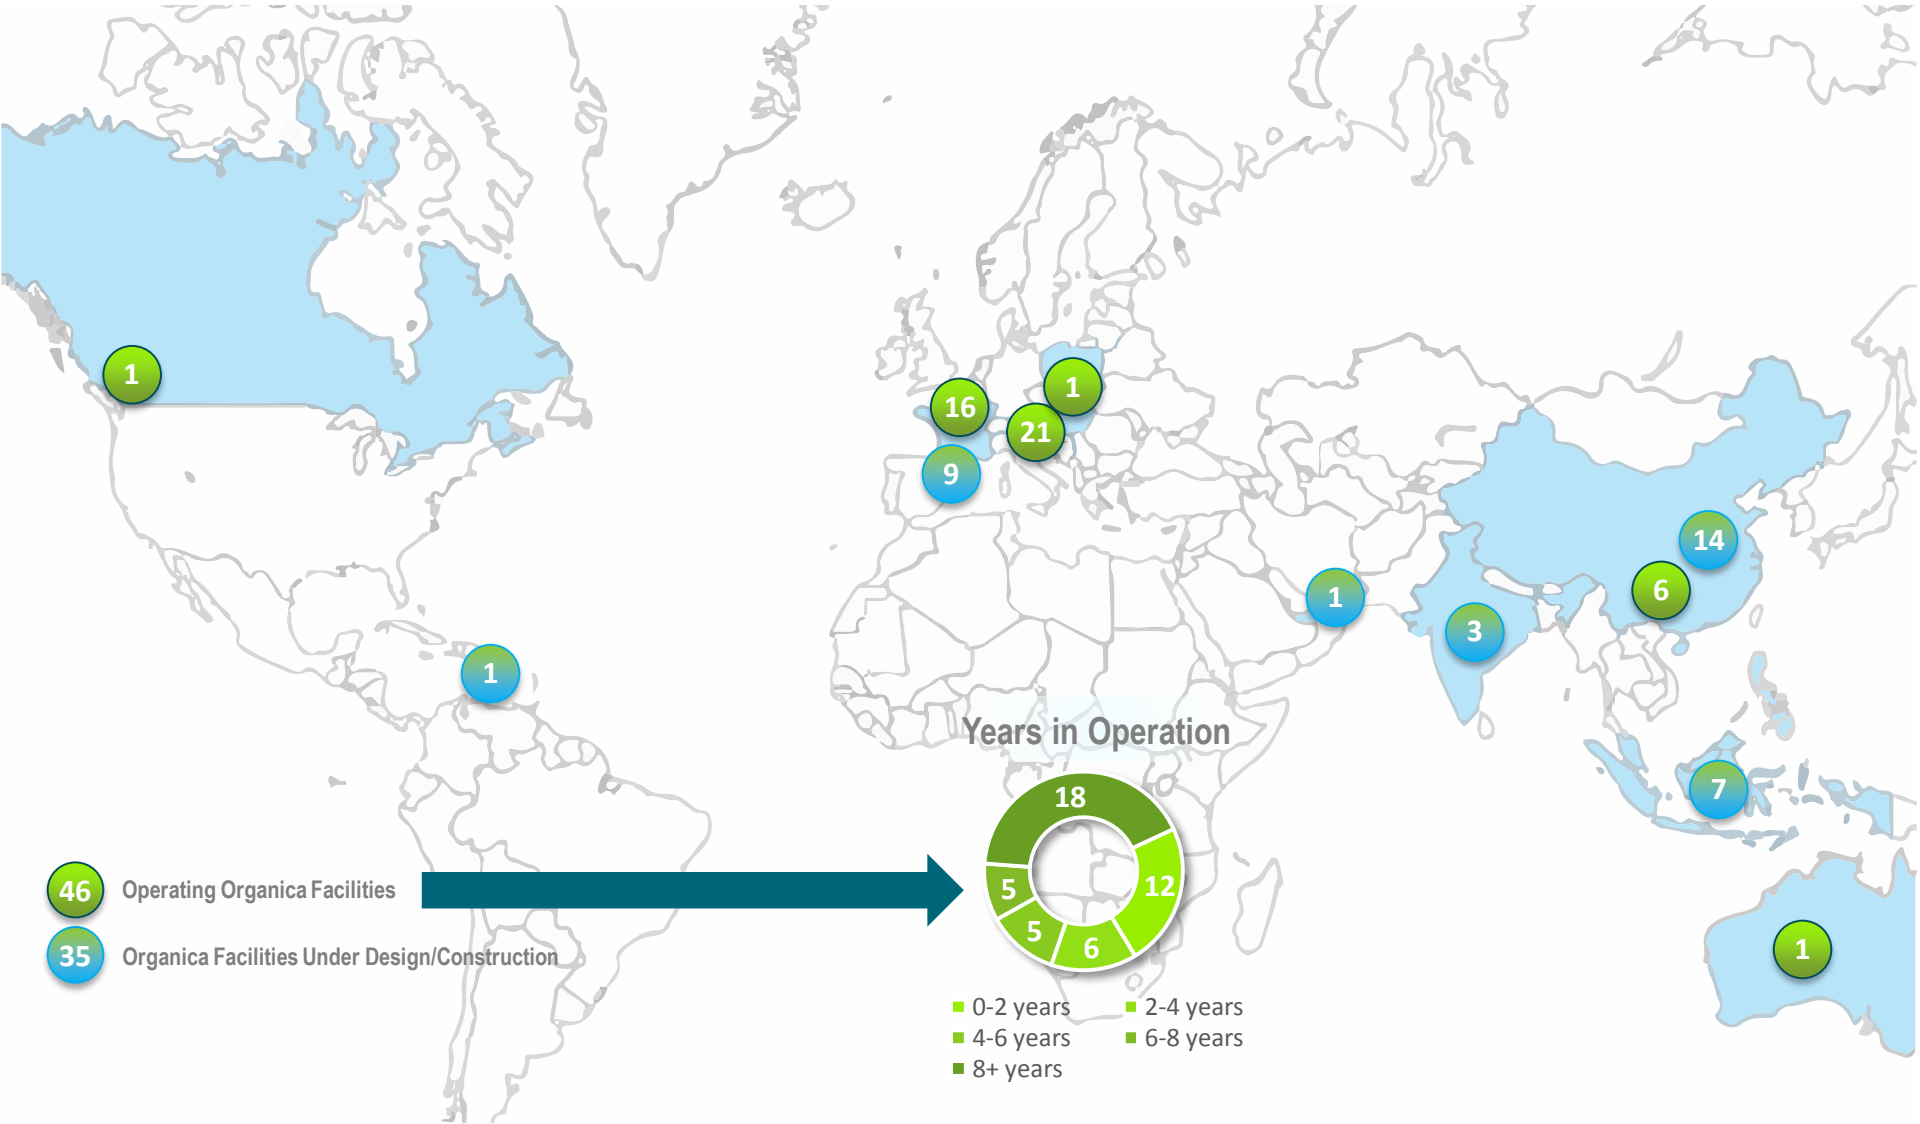 1
16
1
21
9
14
6
1
3
1
7
1
Years in Operation
18
12
5
5
6
46 Operating Organica Facilities
35 Organica Facilities Under Design/Construction
0-2 years 2-4 years
4-6 years 6-8 years
8+ years